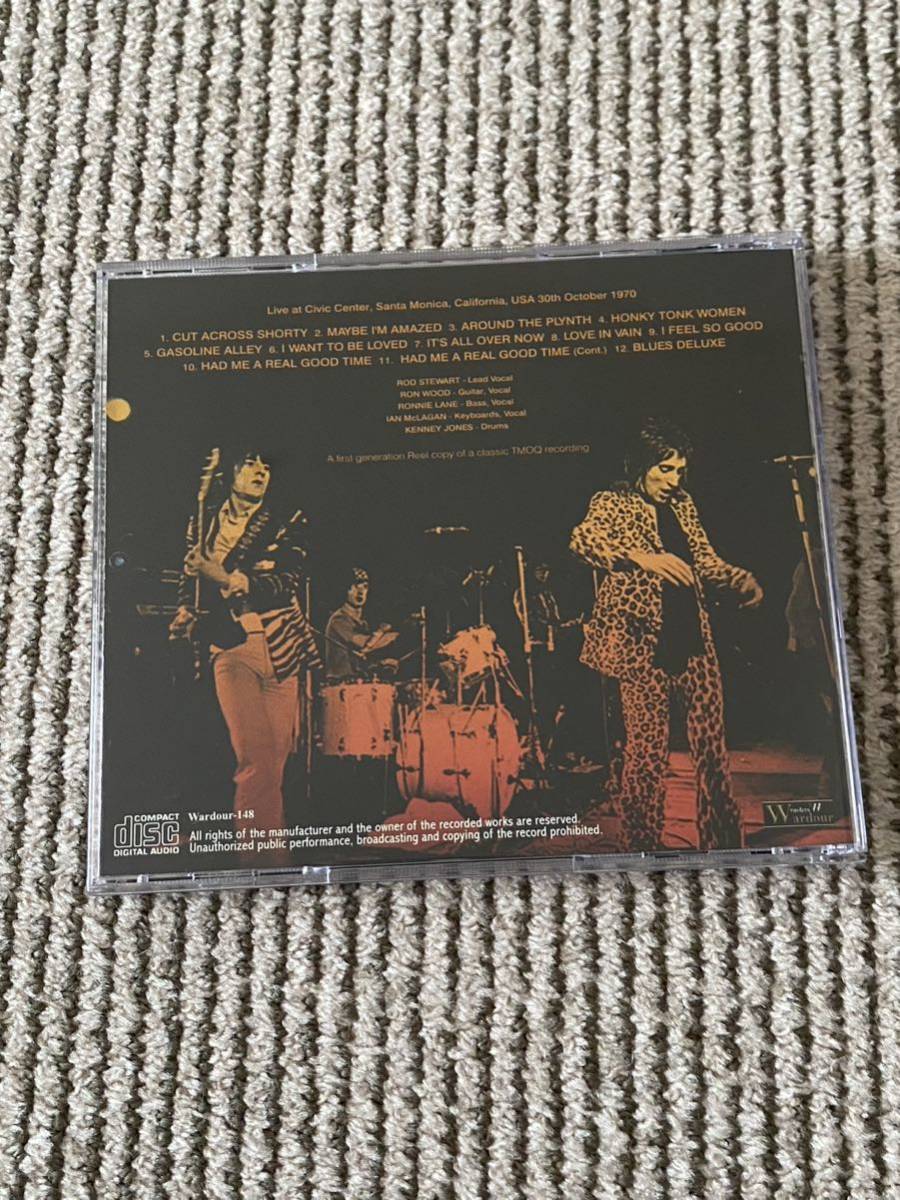 Live at Civic Center, Santa Monica, California, USA 30th October 1970
1. CUT ACROSS SHORTY 2. MAYBE I'M AMAZED 3. AROUND THE PLYNTH 4. HONKY TONK WOMEN
5. GASOLINE ALLEY 6. I WANT TO BE LOVED 7. IT'S ALL OVER NOW 8. LOVE IN VAIN 9. I FEEL SO GOOD
10. HAD ME A REAL GOOD TIME 11. HAD ME A REAL GOOD TIME (Cont.) 12. BLUES DELUXE
ROD STEWART - Lead Vocal
RON WOOD - Guitar, Vocal
RONNIE LANE - Bass, Vocal
IAN McLAGAN - Keyboards, Vocal
KENNEY JONES - Drums
A first generation Reel copy of a classic TMOQ recording
COMPACT
disc
DIGITAL AUDIO
Wardour-148
All rights of the manufacturer and the owner of the recorded works are reserved.
Unauthorized public performance, broadcasting and copying of the record prohibited.
Wardour